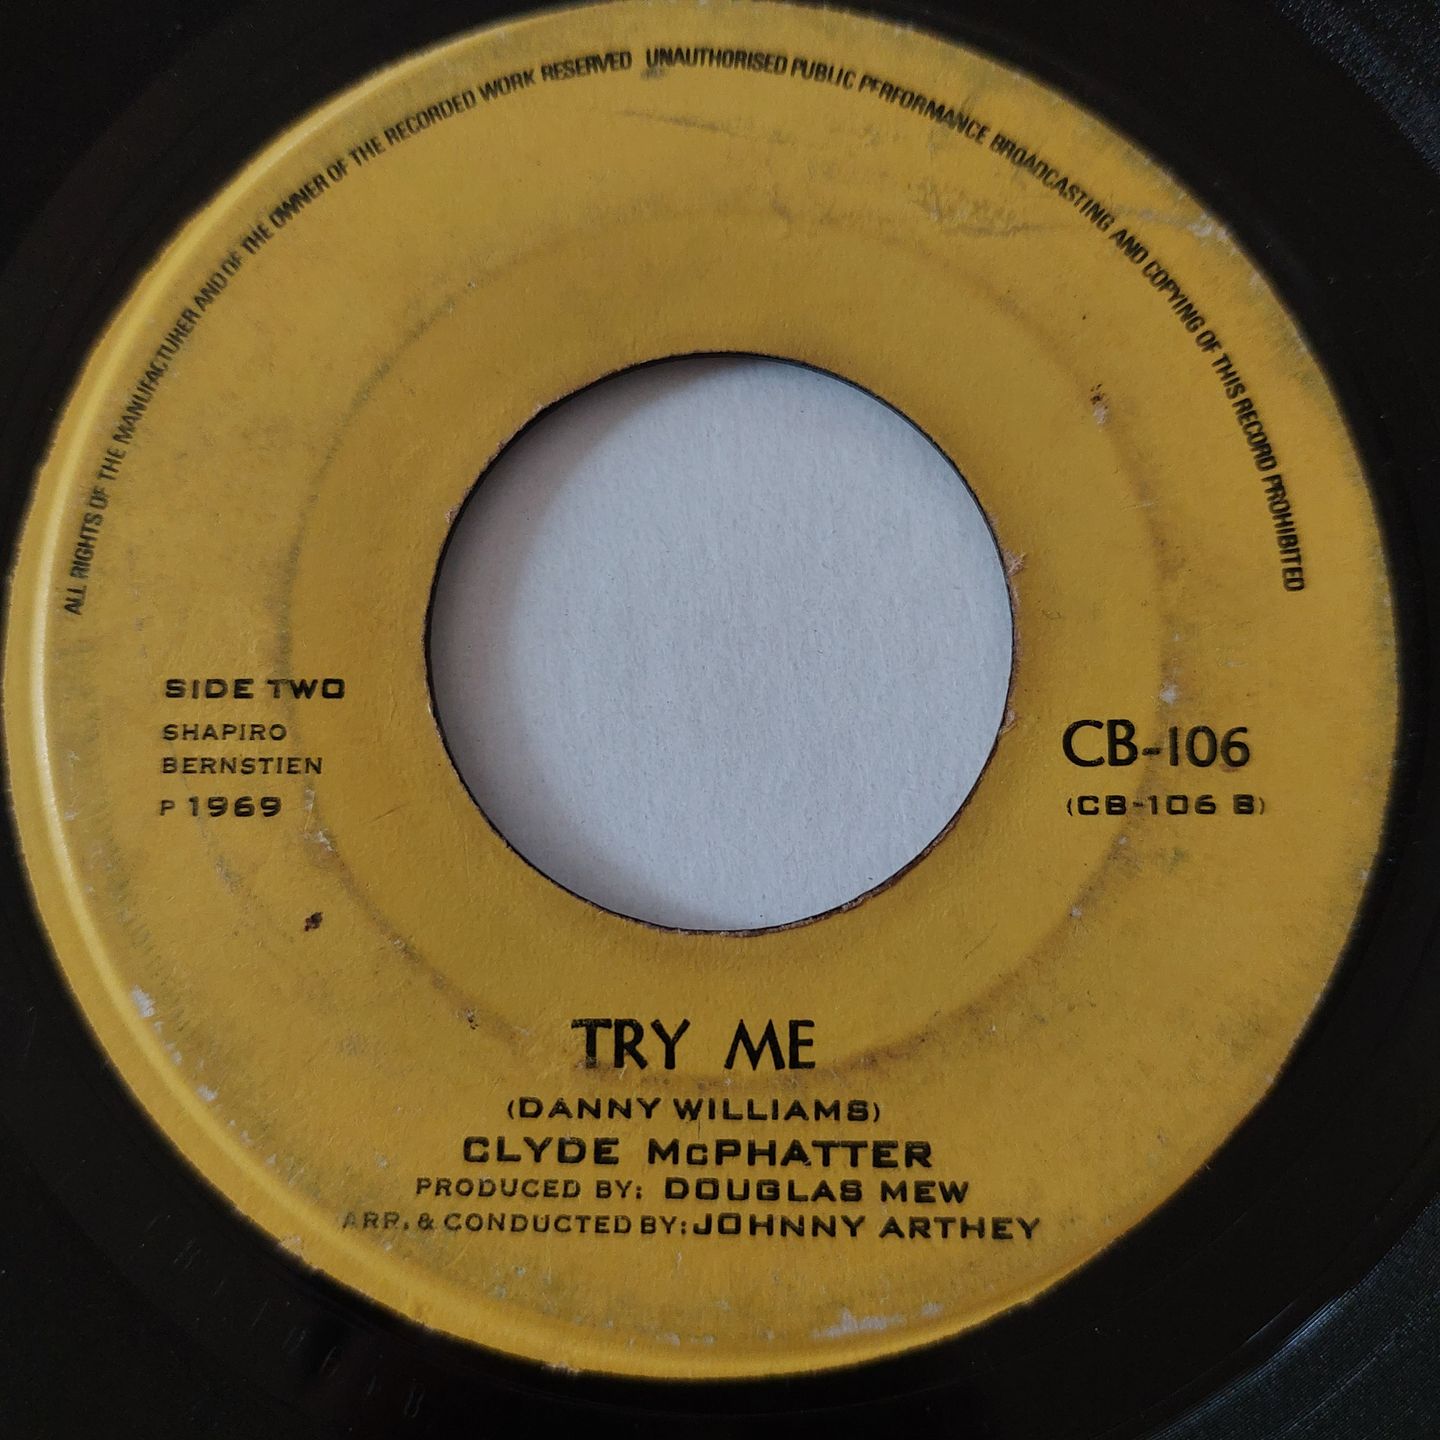 ALL RIGHTS OF THE MANUFACTURER AND OF THE OWNER OF THE RECORDED WORK RESERVED UNAUTHORISED PUBLIC PERFORMANCE BROADCASTING AND COPYING OF THIS RECORD PROHIBITED
SIDE TWO
SHAPIRO
BERNSTIEN
P 1969
CB-106
(CB-106 B)
TRY ME
(DANNY WILLIAMS)
CLYDE McPHATTER
PRODUCED BY: DOUGLAS MEW
ARR. & CONDUCTED BY: JOHNNY ARTHEY